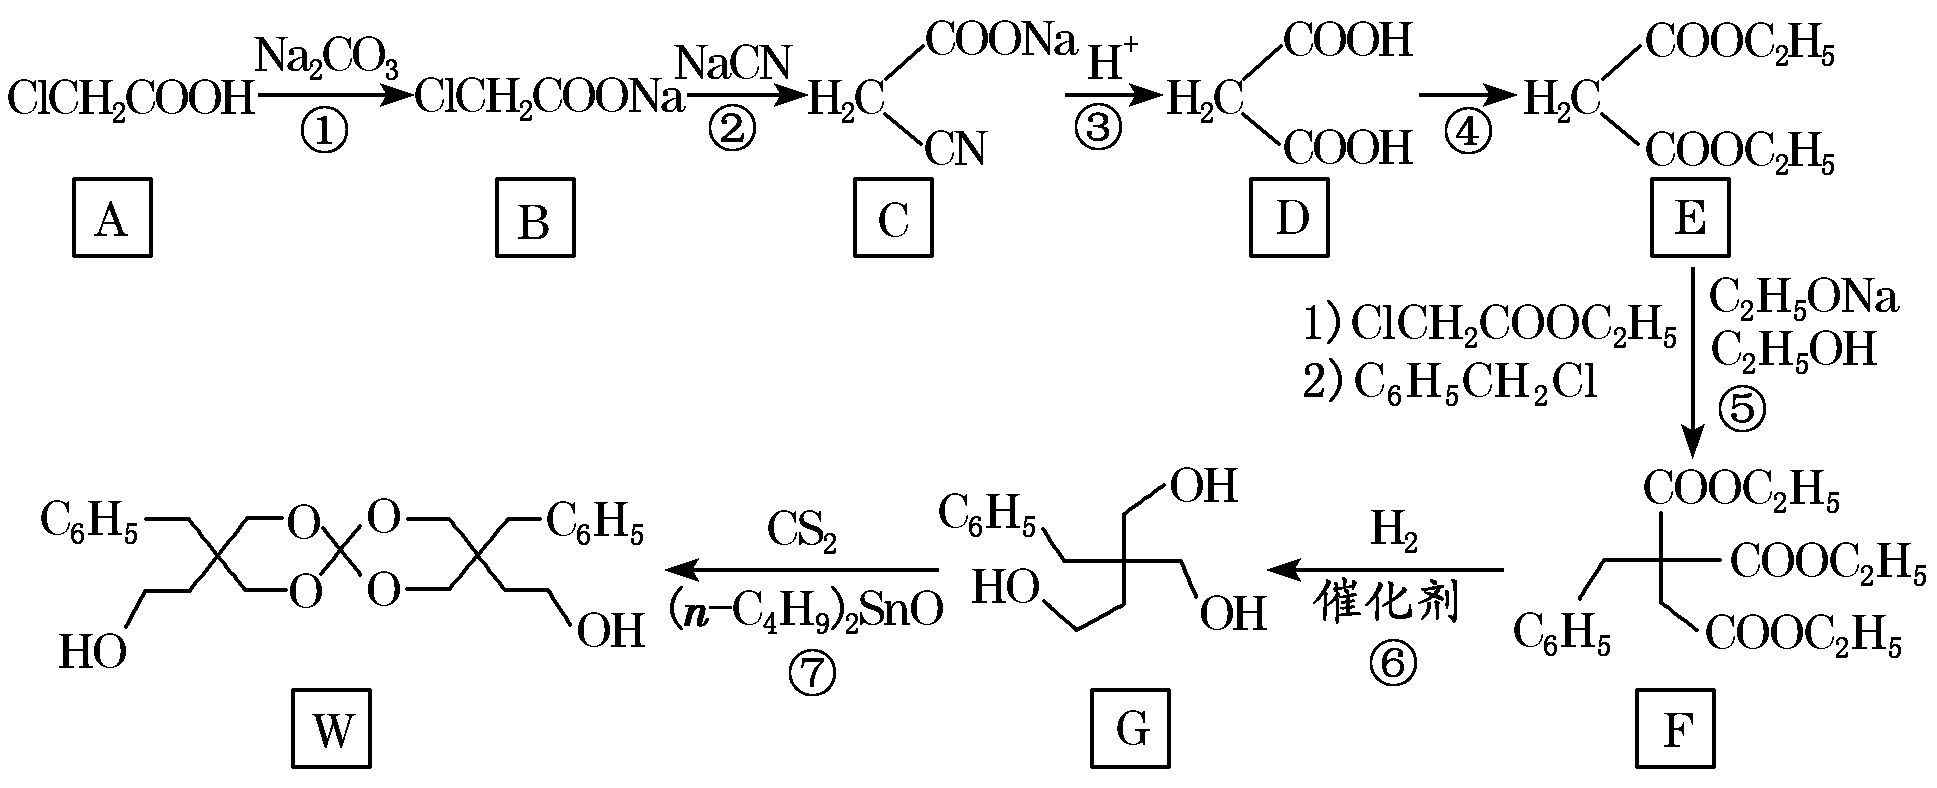 ClCH₂COOH Na₂CO₃ ① ClCH₂COONa NaCN ② H₂C COONa CN H⁺ ③ H₂C COOH COOH ④ H₂C COOC₂H₅ COOC₂H₅
A B C D E
1)ClCH₂COOC₂H₅ C₂H₅ONa
2)C₆H₅CH₂Cl C₂H₅OH
⑤
C₆H₅ O O C₆H₅ O O HO OH CS₂ (n-C₄H₉)₂SnO ⑦ C₆H₅ OH HO OH H₂ 催化剂 ⑥ COOC₂H₅ COOC₂H₅ C₆H₅ COOC₂H₅
W G F